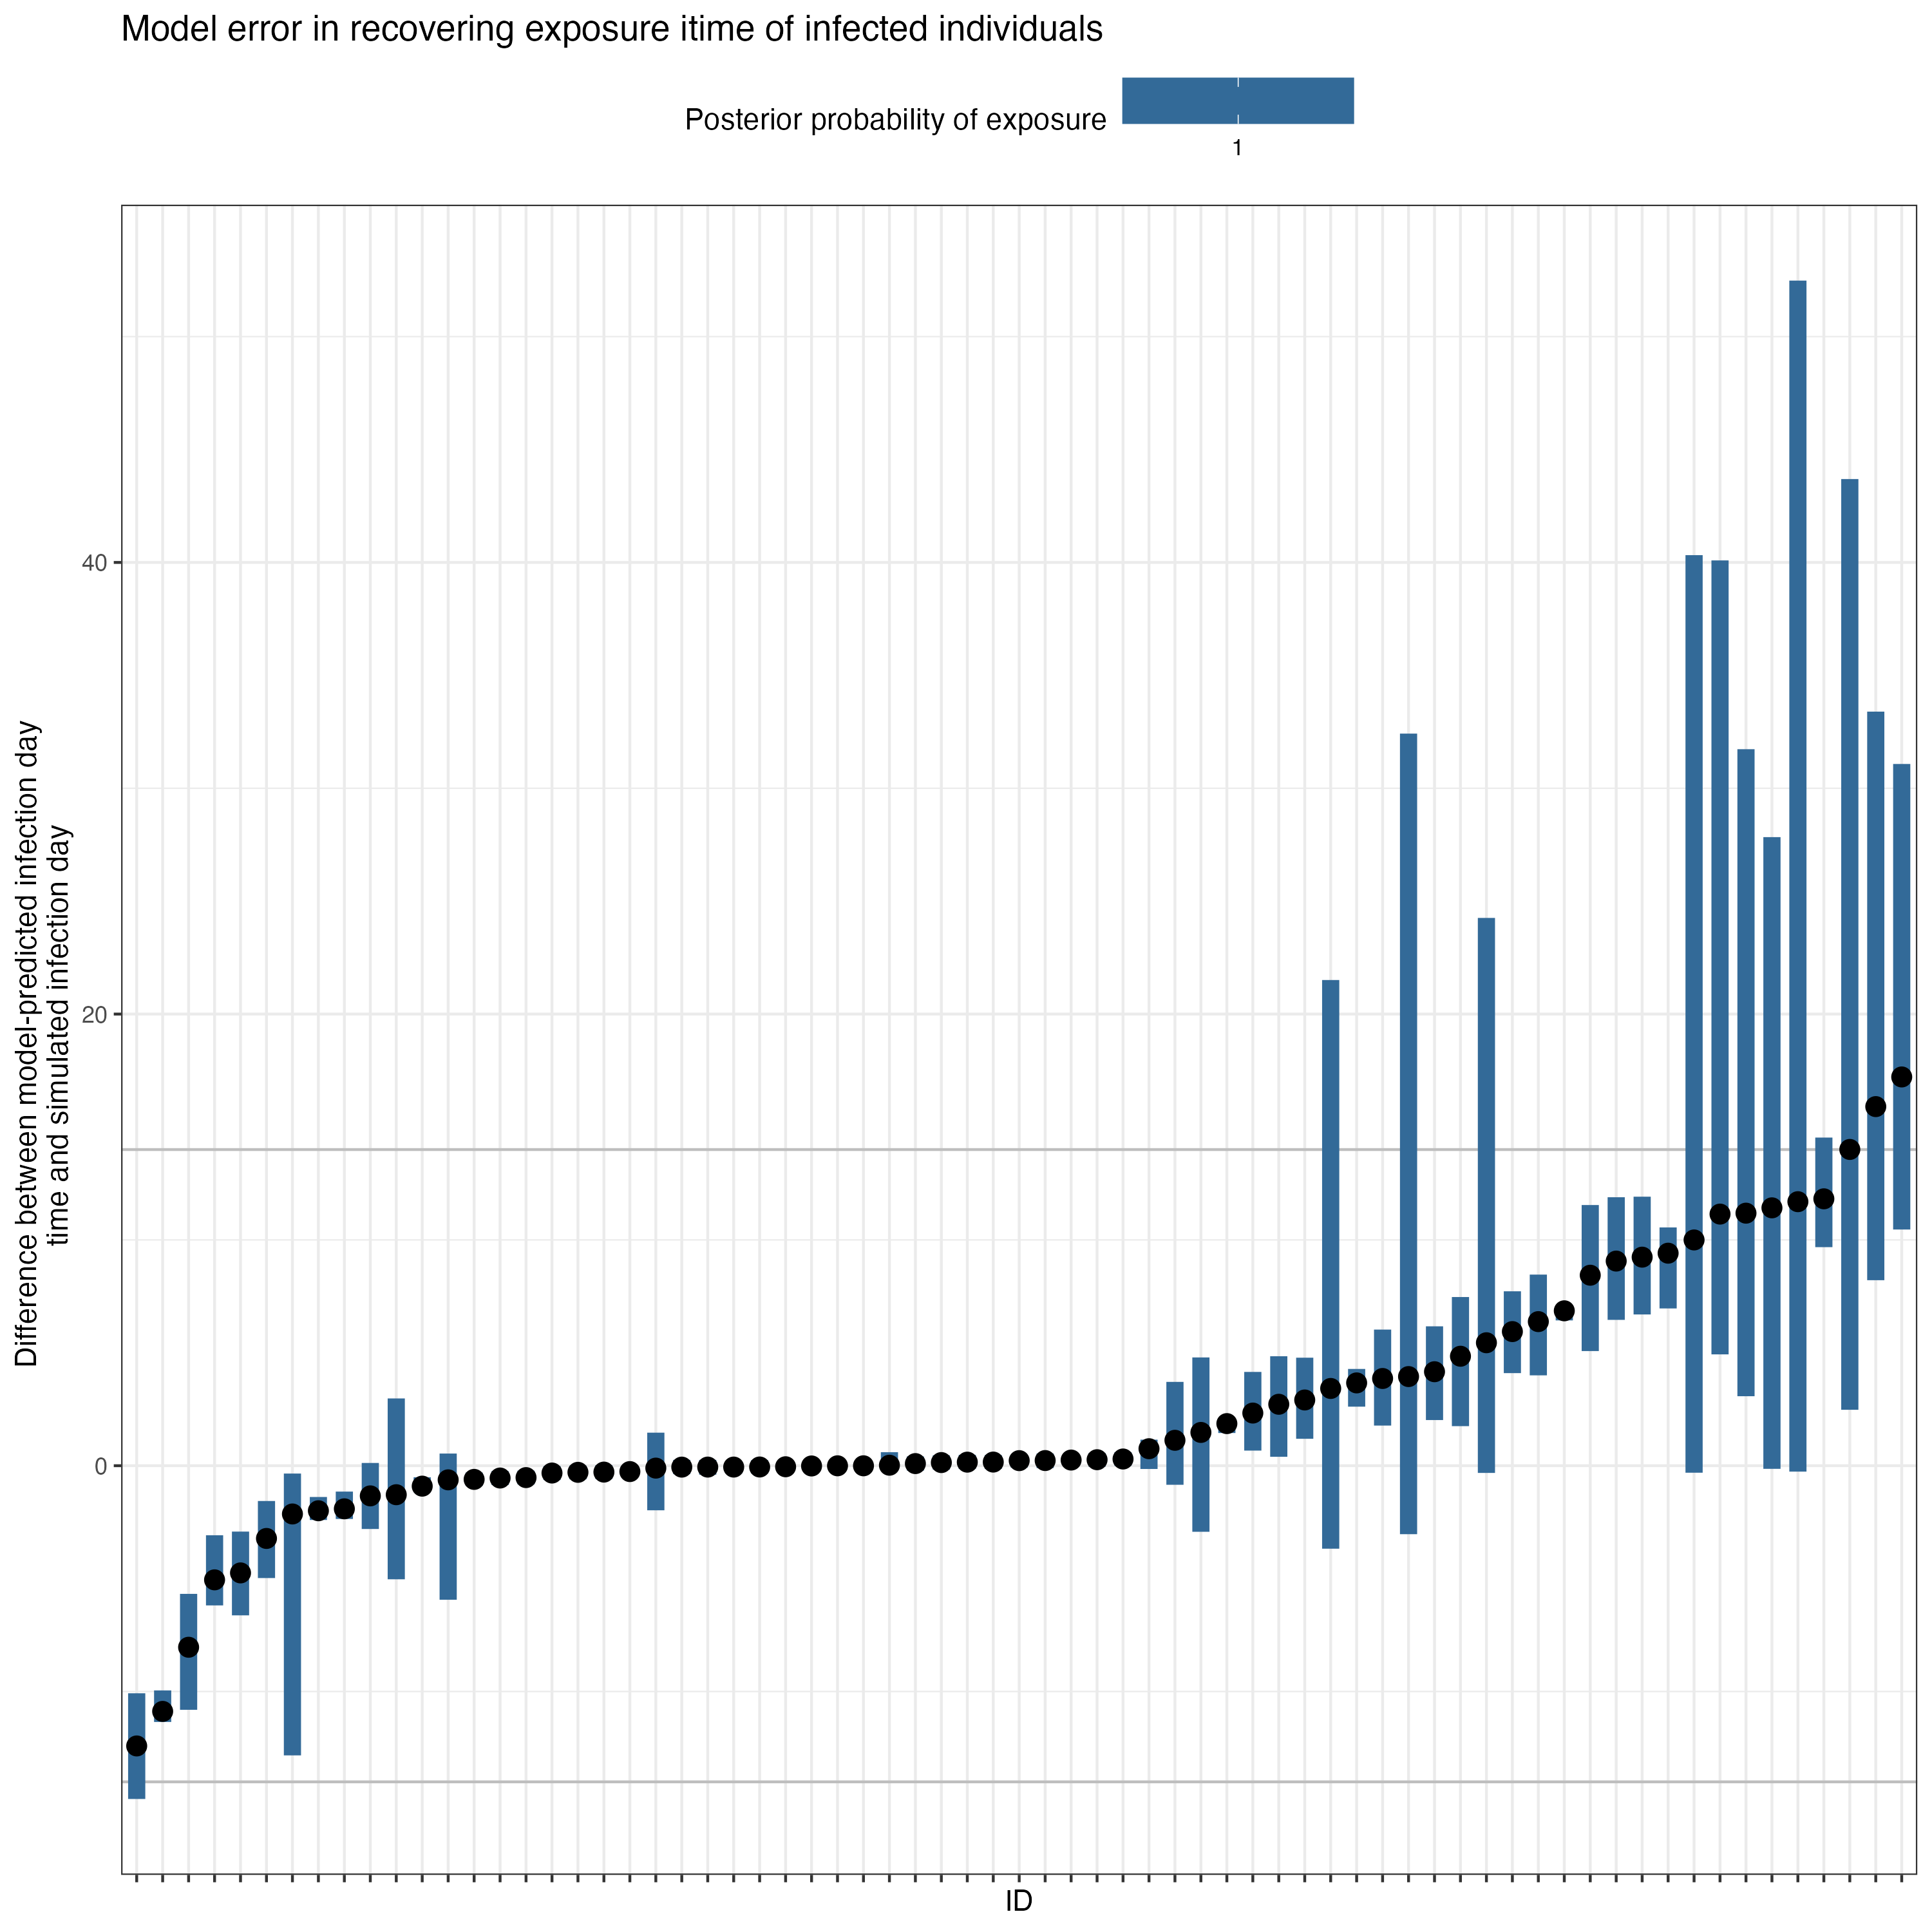 Model error in recovering exposure itime of infected individuals
Posterior probability of exposure
1
Difference between model-predicted infection day
time and simulated infection day
40
20
0
ID